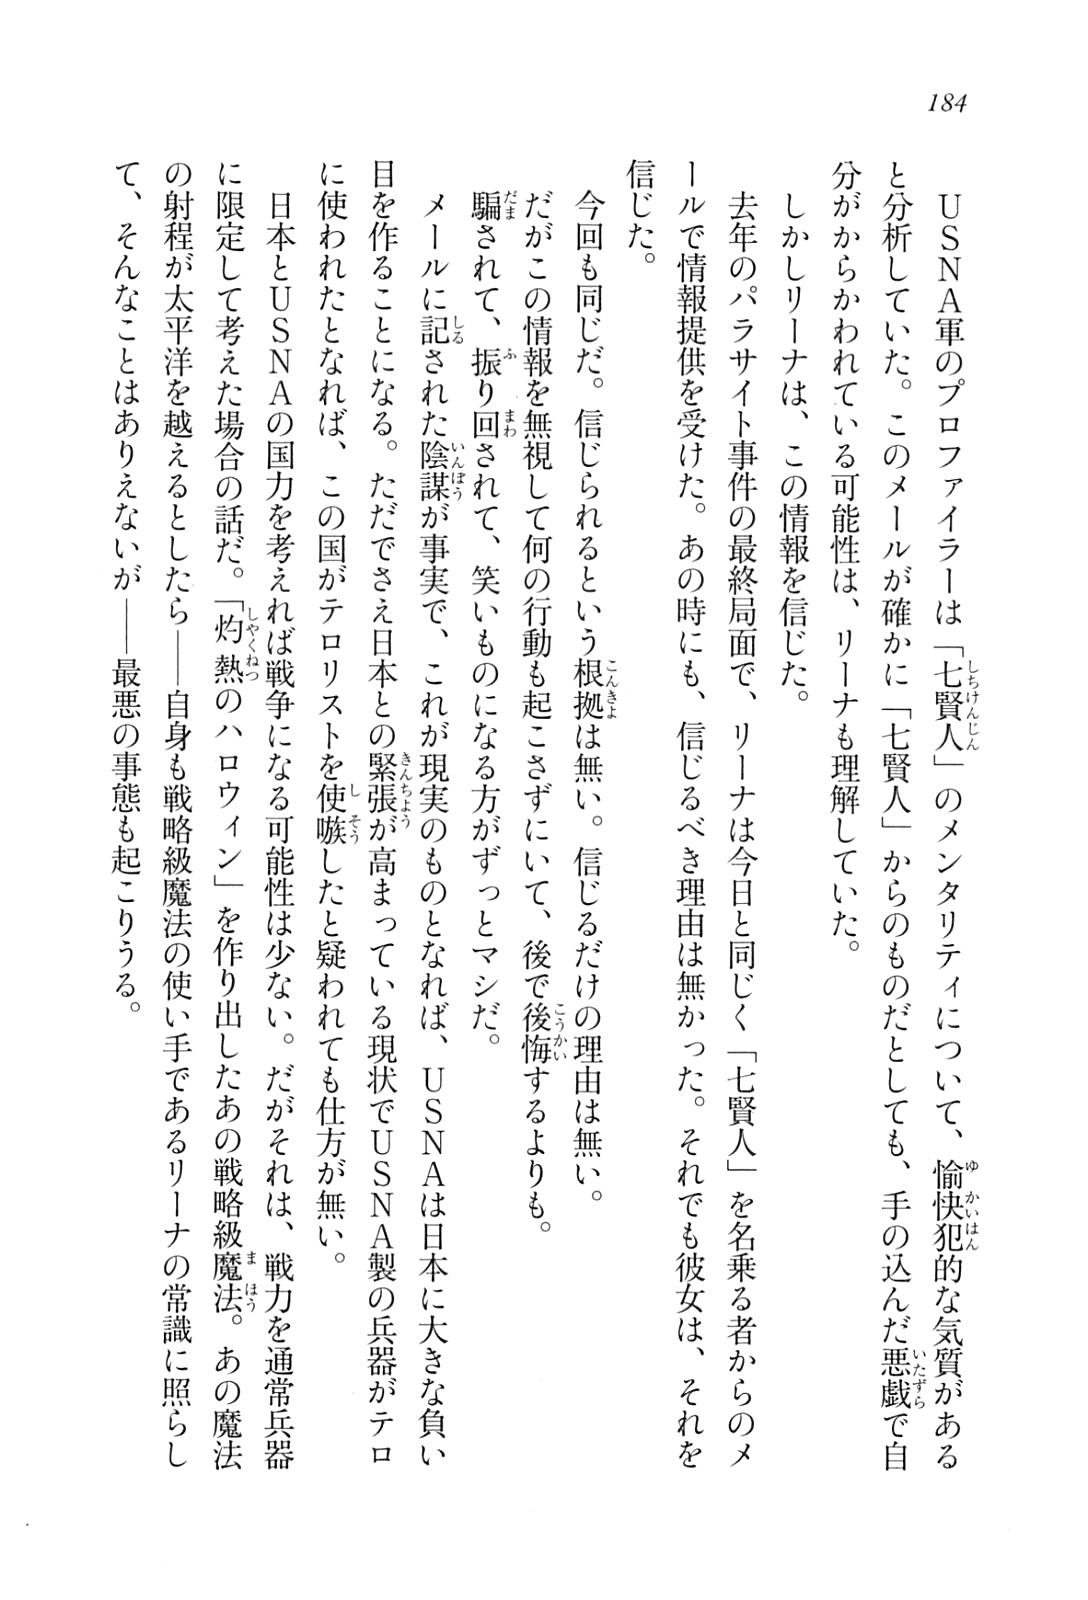 184
USNA軍のプロファイラーは「七賢人」のメンタリティについて、愉快犯的な気質がある
と分析していた。このメールが確かに「七賢人」からのものだとしても、手の込んだ悪戯で自
分がからかわれている可能性は、リーナも理解していた。
しかしリーナは、この情報を信じた。
去年のパラサイト事件の最終局面で、リーナは今日と同じく「七賢人」を名乗る者からのメ
ールで情報提供を受けた。あの時にも、信じるべき理由は無かった。それでも彼女は、それを
信じた。
今回も同じだ。信じられるという根拠は無い。信じるだけの理由は無い。
だがこの情報を無視して何の行動も起こさずにいて、後で後悔するよりも。
騙されて、振り回されて、笑いものになる方がずっとマシだ。
メールに記された陰謀が事実で、これが現実のものとなれば、USNAは日本に大きな負い
目を作ることになる。ただでさえ日本との緊張が高まっている現状でUSNA製の兵器がテロ
に使われたとなれば、この国がテロリストを使嗾したと疑われても仕方が無い。
日本とUSNAの国力を考えれば戦争になる可能性は少ない。だがそれは、戦力を通常兵器
に限定して考えた場合の話だ。「灼熱のハロウィン」を作り出したあの戦略級魔法。あの魔法
の射程が太平洋を越えるとしたら――自身も戦略級魔法の使い手であるリーナの常識に照らし
て、そんなことはありえないが――最悪の事態も起こりうる。